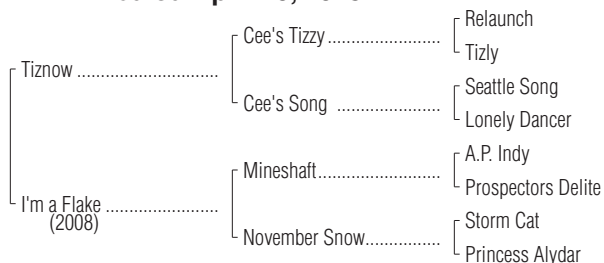 Relaunch
Cee's Tizzy ........................
Tizly
Tiznow ................................
Seattle Song
Cee's Song ......................
Lonely Dancer
A.P. Indy
Mineshaft ..........................
Prospectors Delite
I'm a Flake .........................
(2008)
Storm Cat
November Snow.................
Princess Alydar